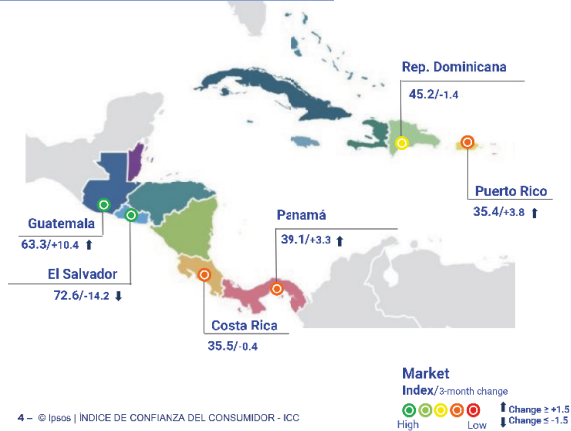 Rep. Dominicana
45.2/-1.4
Puerto Rico
35.4/+3.8
Panamá
39.1/+3.3
Guatemala
63.3/+10.4
El Salvador
72.6/-14.2
Costa Rica
35.5/-0.4
Market
Index/3-month change
High
Low
Change ≥ +1.5
Change ≤ -1.5
4 – © Ipsos | ÍNDICE DE CONFIANZA DEL CONSUMIDOR - ICC